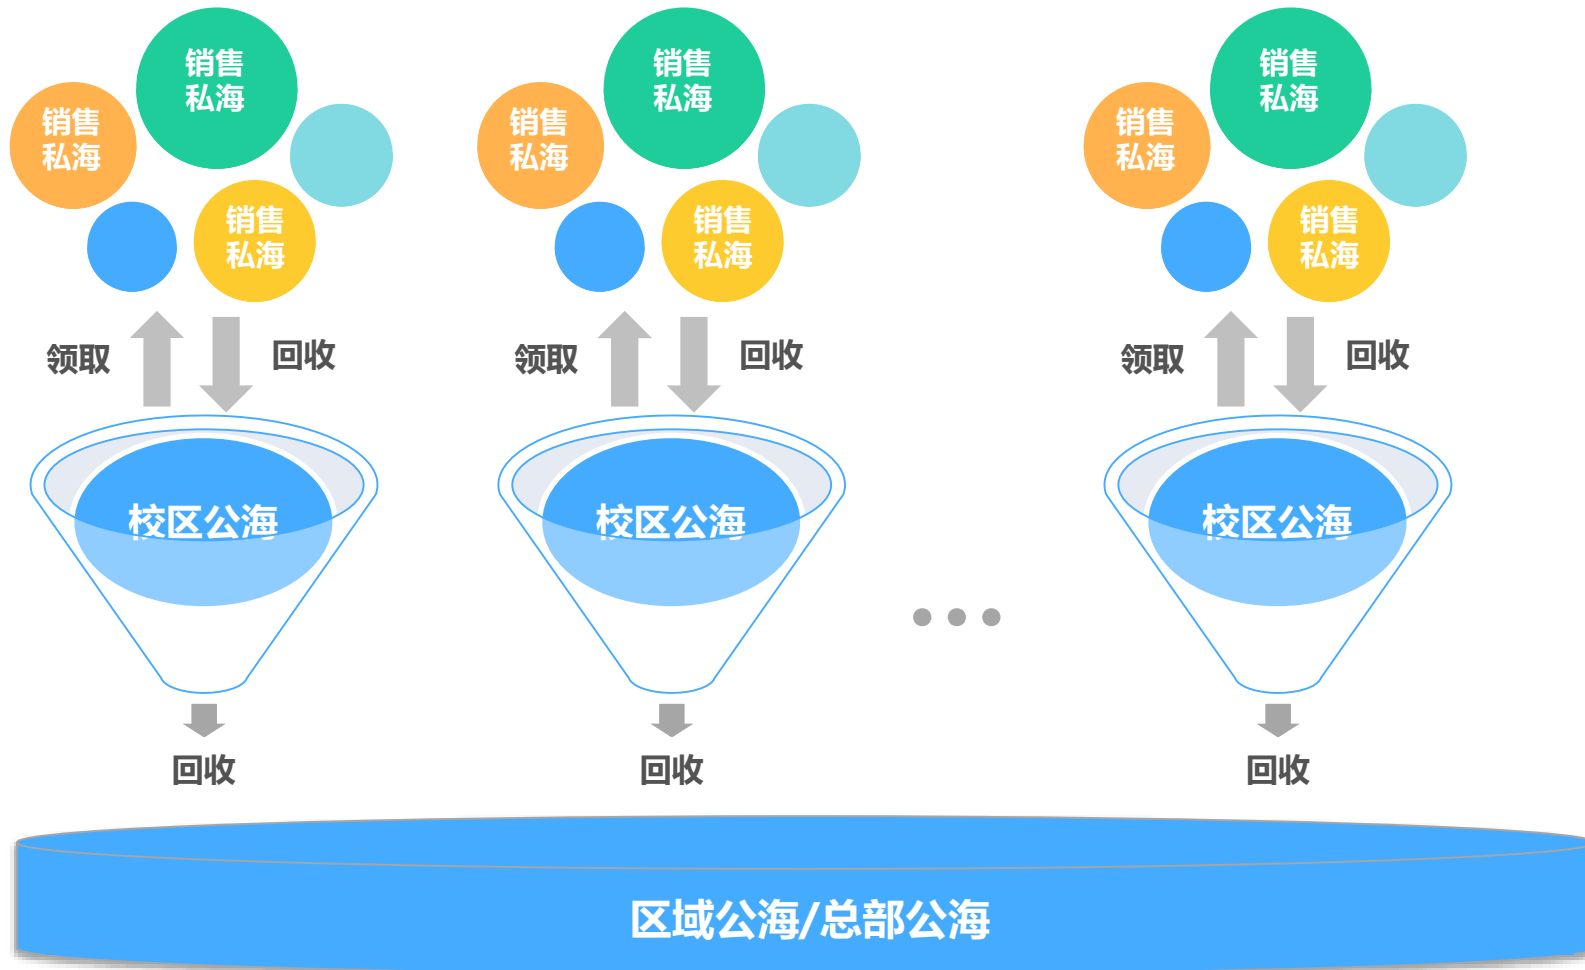 销售
私海
销售
私海
销售
私海
领取
回收
校区公海
回收
销售
私海
销售
私海
销售
私海
领取
回收
校区公海
回收
销售
私海
销售
私海
销售
私海
领取
回收
校区公海
回收
区域公海/总部公海